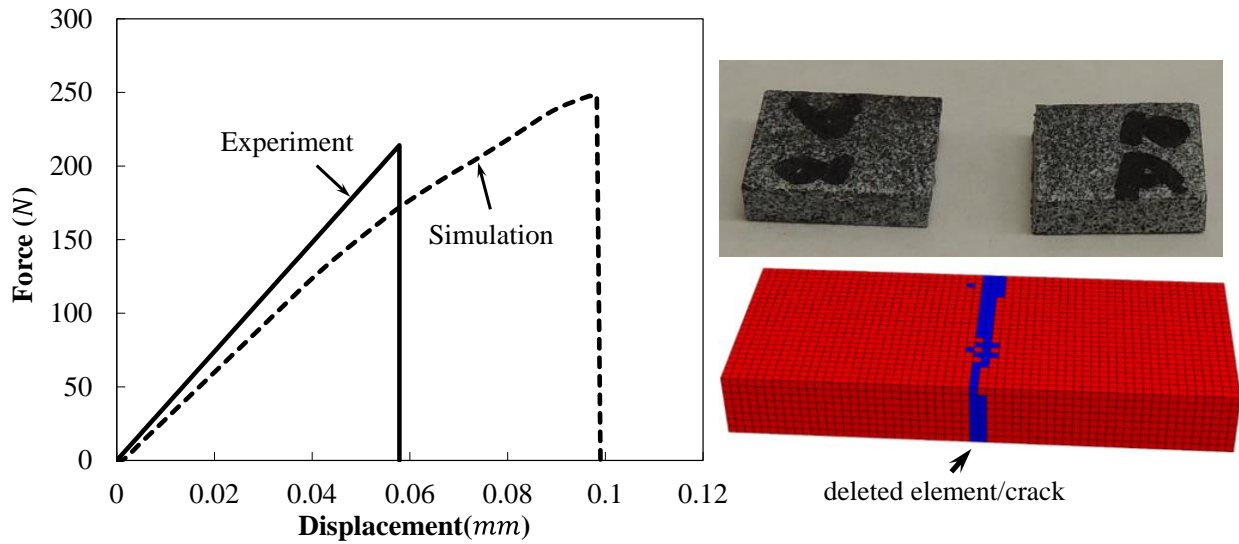 300
250
200
150
100
50
0
Force (N)
Experiment
Simulation
0 0.02 0.04 0.06 0.08 0.1 0.12
Displacement(mm)
deleted element/crack